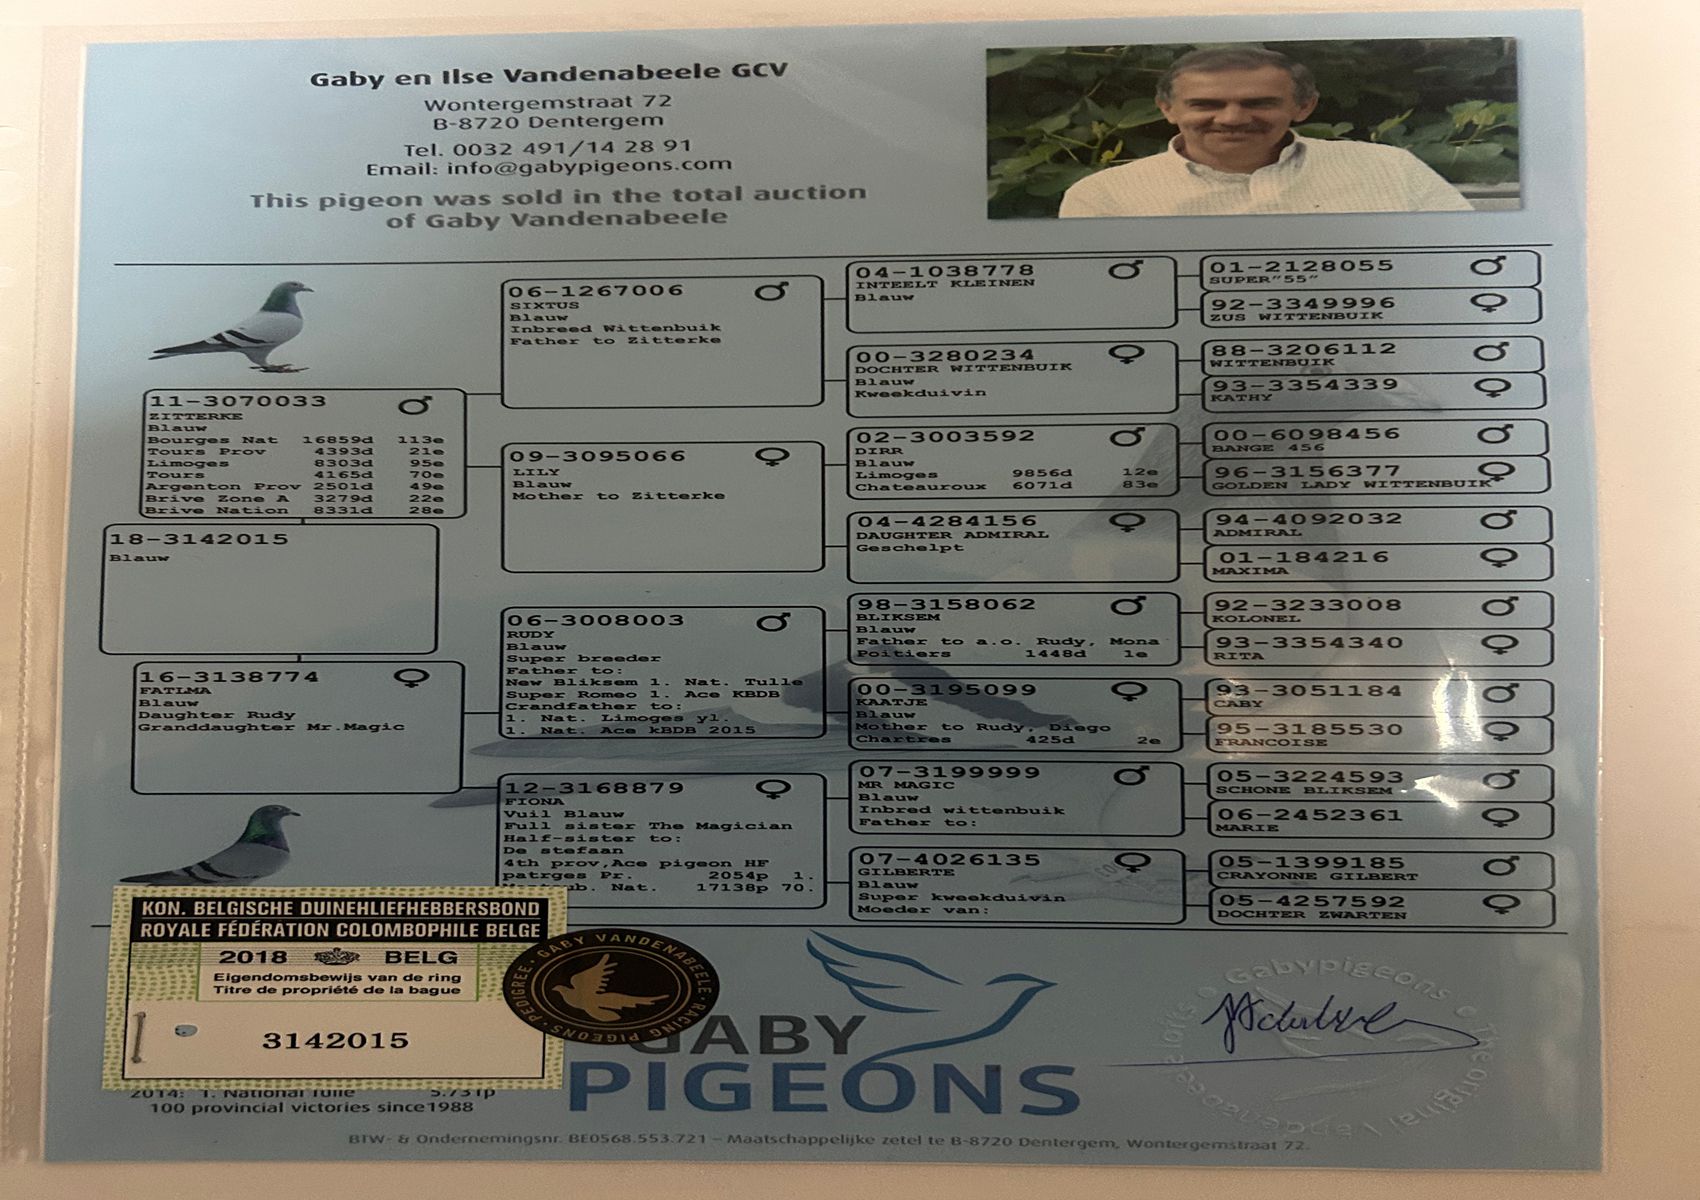 Gaby en Ilse Vandenabeele GCV
Wontergemstraat 72
B-8720 Dentergem
Tel. 0032 491/14 28 91
Email: info@gabypigeons.com
This pigeon was sold in the total auction
of Gaby Vandenabeele
11-3070033 ♂
ZITTERKE
Blauw
Bourges Nat 16859d 113e
Tours Prov 4393d 21e
Limoges 8303d 95e
Tours 4165d 70e
Argenton Prov 2501d 49e
Brive Zone A 3279d 22e
Brive Nation 8331d 28e
18-3142015
Blauw
16-3138774 ♀
FATIMA
Blauw
Daughter Rudy
Granddaughter Mr.Magic
06-1267006 ♂
SIXTUS
Blauw
Inbreed Wittenbuik
Father to Zitterke
09-3095066 ♀
LILY
Blauw
Mother to Zitterke
06-3008003 ♂
RUDY
Blauw
Super breeder
Father to:
New Bliksem 1. Nat. Tulle
Super Romeo 1. Ace KBDB
Grandfather to:
1. Nat. Limoges yl.
1. Nat. Ace kBDB 2015
12-3168879 ♀
FIONA
Vuil Blauw
Full sister The Magician
Half-sister to:
De stefaan
4th prov,Ace pigeon HF
patrges Pr. 2054p 1.
ub. Nat. 17138p 70.
04-1038778 ♂
INTEELT KLEINEN
Blauw
00-3280234 ♀
DOCHTER WITTENBUIK
Blauw
Kweekduivin
02-3003592 ♂
DIRR
Blauw
Limoges 9856d 12e
Chateauroux 6071d 83e
04-4284156 ♀
DAUGHTER ADMIRAL
Geschelpt
98-3158062 ♂
BLIKSEM
Blauw
Father to a.o. Rudy, Mona
Poitiers 1448d 1e
00-3195099 ♀
KAATJE
Blauw
Mother to Rudy, Diego
Chartres 425d 2e
07-3199999 ♂
MR MAGIC
Blauw
Inbred wittenbuik
Father to:
07-4026135 ♀
GILBERTE
Blauw
Super kweekduivin
Moeder van:
01-2128055 ♂
SUPER"55"
92-3349996 ♀
ZUS WITTENBUIK
88-3206112 ♂
WITTENBUIK
93-3354339 ♀
KATHY
00-6098456 ♂
BANGE 456
96-3156377 ♀
GOLDEN LADY WITTENBUIK
94-4092032 ♂
ADMIRAL
01-184216 ♀
MAXIMA
92-3233008 ♂
KOLONEL
93-3354340 ♀
RITA
93-3051184 ♂
CABY
95-3185530 ♀
FRANCOISE
05-3224593 ♂
SCHONE BLIKSEM
06-2452361 ♀
MARIE
05-1399185 ♂
CRAYONNE GILBERT
05-4257592 ♀
DOCHTER ZWARTEN
KON. BELGISCHE DUINEHLIEFHEBBERSBOND
ROYALE FÉDÉRATION COLOMBOPHILE BELGE
2018 BELG
Eigendomsbewijs van de ring
Titre de propriété de la bague
3142015
GABY VANDENABEELE • RACING PIGEONS • PEDIGREE •
GABY
PIGEONS
Gabypigeons
2014: 1. National Tulle 5.731p
100 provincial victories since1988
BTW- & Ondernemingsnr. BE0568.553.721 – Maatschappelijke zetel te B-8720 Dentergem, Wontergemstraat 72.